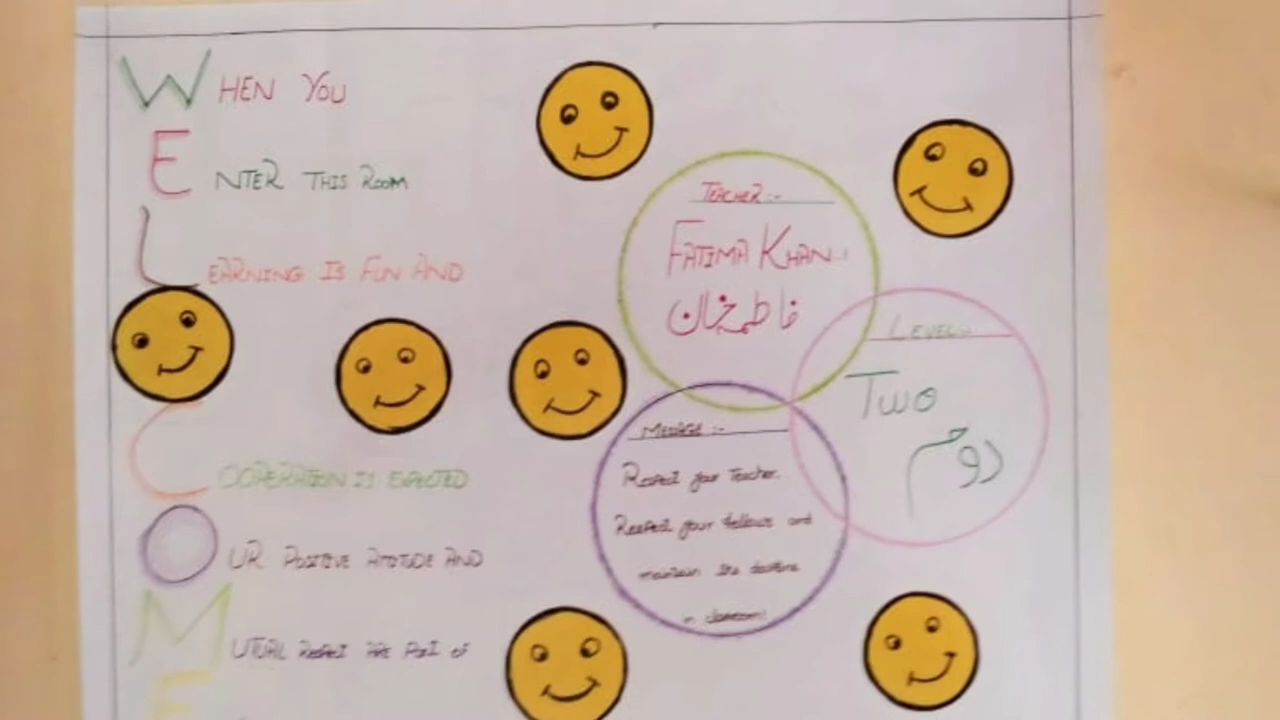 WHEN YOU
ENTER THIS ROOM
LEARNING IS FUN AND
COOPERATION IS EXPECTED
OUR POSITIVE ATTITUDE AND
MUTUAL RESPECT ARE PART OF
E
TEACHER:-
FATIMA KHAN:
فاطمہ خان
LEVEL:-
TWO
دوم
MESSAGE:-
Respect your Teacher.
Respect your fellows and
maintain the discipline
in classroom!